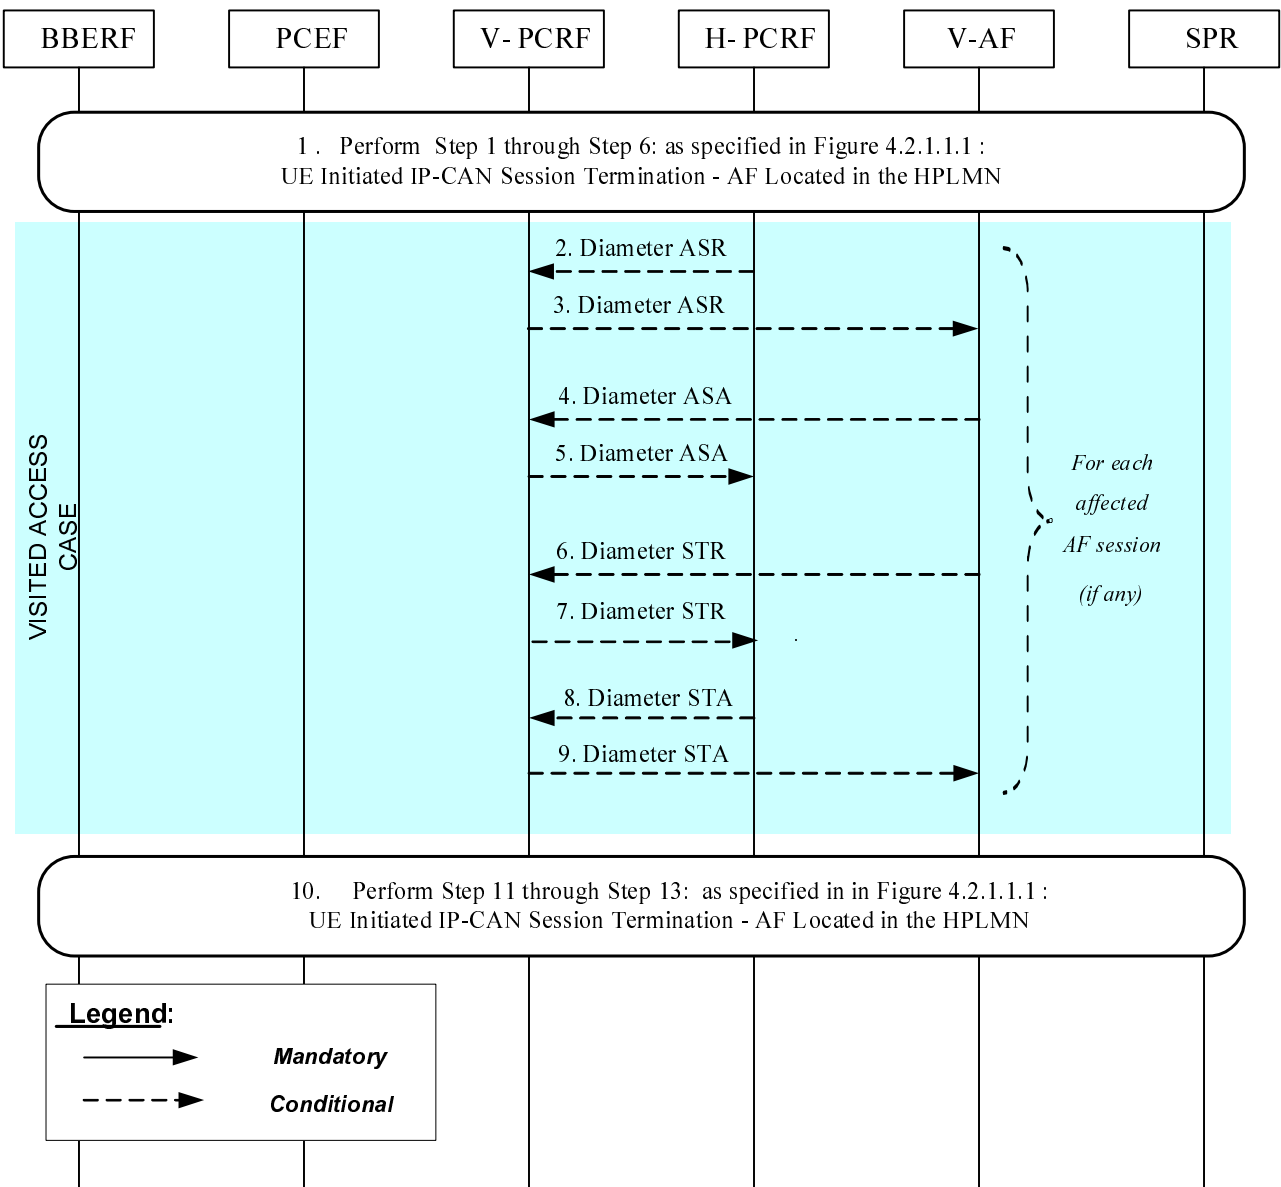 BBERF
PCEF
V- PCRF
H- PCRF
V-AF
SPR
1 . Perform Step 1 through Step 6: as specified in Figure 4.2.1.1.1 :
UE Initiated IP-CAN Session Termination - AF Located in the HPLMN
2. Diameter ASR
3. Diameter ASR
4. Diameter ASA
5. Diameter ASA
6. Diameter STR
7. Diameter STR
8. Diameter STA
9. Diameter STA
For each
affected
AF session
(if any)
VISITED ACCESS
CASE
10. Perform Step 11 through Step 13: as specified in in Figure 4.2.1.1.1 :
UE Initiated IP-CAN Session Termination - AF Located in the HPLMN
Legend:
Mandatory
Conditional